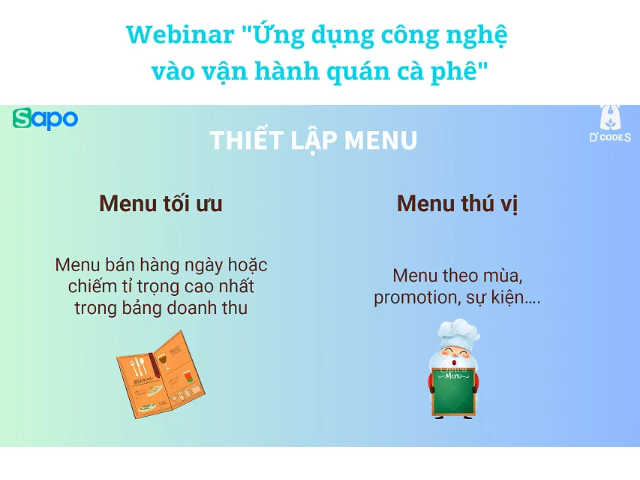 Webinar "Ứng dụng công nghệ
vào vận hành quán cà phê"
Sapo
D'CODES
THIẾT LẬP MENU
Menu tối ưu
Menu bán hàng ngày hoặc
chiếm tỉ trọng cao nhất
trong bảng doanh thu
Menu thú vị
Menu theo mùa,
promotion, sự kiện....
Menu